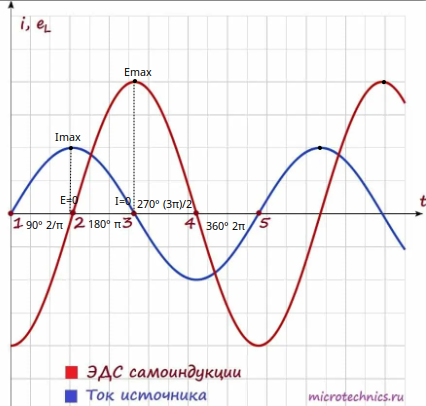 i, eL
Emax
Imax
E=0
I=0
270° (3π)/2
t
1 90° 2/π 2 180° π 3 4 360° 2π 5
ЭДС самоиндукции
Ток источника
microtechnics.ru